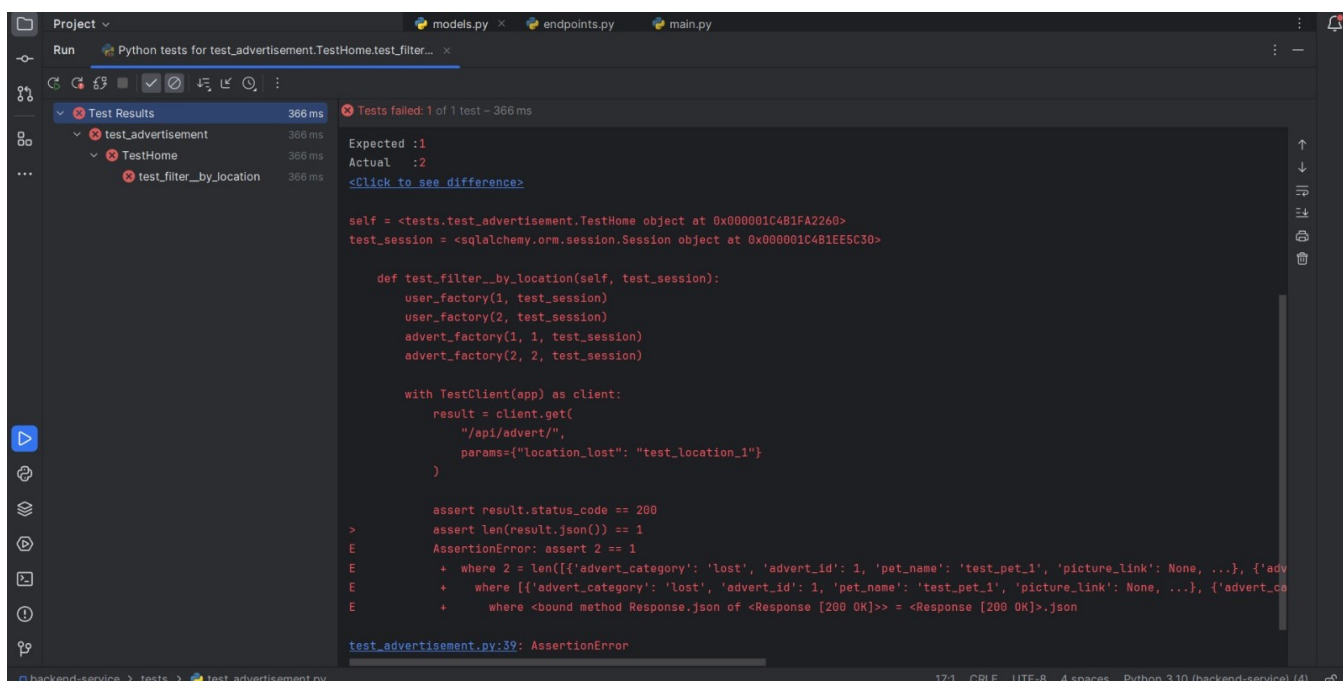 Project
models.py
endpoints.py
main.py
Run
Python tests for test_advertisement.TestHome.test_filter...
Test Results 366 ms
test_advertisement 366 ms
TestHome 366 ms
test_filter__by_location 366 ms
Tests failed: 1 of 1 test – 366 ms
Expected :1
Actual   :2
<Click to see difference>
self = <tests.test_advertisement.TestHome object at 0x000001C4B1FA2260>
test_session = <sqlalchemy.orm.session.Session object at 0x000001C4B1EE5C30>
    def test_filter__by_location(self, test_session):
        user_factory(1, test_session)
        user_factory(2, test_session)
        advert_factory(1, 1, test_session)
        advert_factory(2, 2, test_session)
        with TestClient(app) as client:
            result = client.get(
                "/api/advert/",
                params={"location_lost": "test_location_1"}
            )
            assert result.status_code == 200
>           assert len(result.json()) == 1
E           AssertionError: assert 2 == 1
E            +  where 2 = len([{'advert_category': 'lost', 'advert_id': 1, 'pet_name': 'test_pet_1', 'picture_link': None, ...}, {'adv
E            +    where [{'advert_category': 'lost', 'advert_id': 1, 'pet_name': 'test_pet_1', 'picture_link': None, ...}, {'advert_ca
E            +      where <bound method Response.json of <Response [200 OK]>> = <Response [200 OK]>.json
test_advertisement.py:39: AssertionError
backend-service > tests > test_advertisement.py
17:1 CRLF UTF-8 4 spaces Python 3.10 (backend-service) (4)